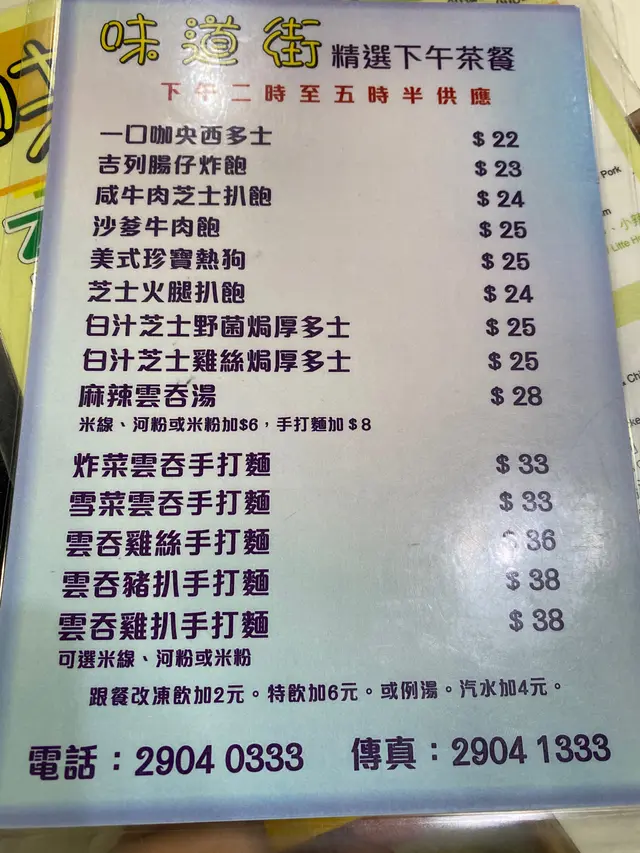 味道街 精選下午茶餐
下午二時至五時半供應
一口咖央西多士 $22
吉列腸仔炸飽 $23
咸牛肉芝士扒飽 $24
沙爹牛肉飽 $25
美式珍寶熱狗 $25
芝士火腿扒飽 $24
白汁芝士野菌焗厚多士 $25
白汁芝士雞絲焗厚多士 $25
麻辣雲吞湯 $28
米線、河粉或米粉加$6，手打麵加$8
炸菜雲吞手打麵 $33
雪菜雲吞手打麵 $33
雲吞雞絲手打麵 $36
雲吞豬扒手打麵 $38
雲吞雞扒手打麵 $38
可選米線、河粉或米粉
跟餐改凍飲加2元。特飲加6元。或例湯。汽水加4元。
電話：2904 0333 傳真：2904 1333
Pork